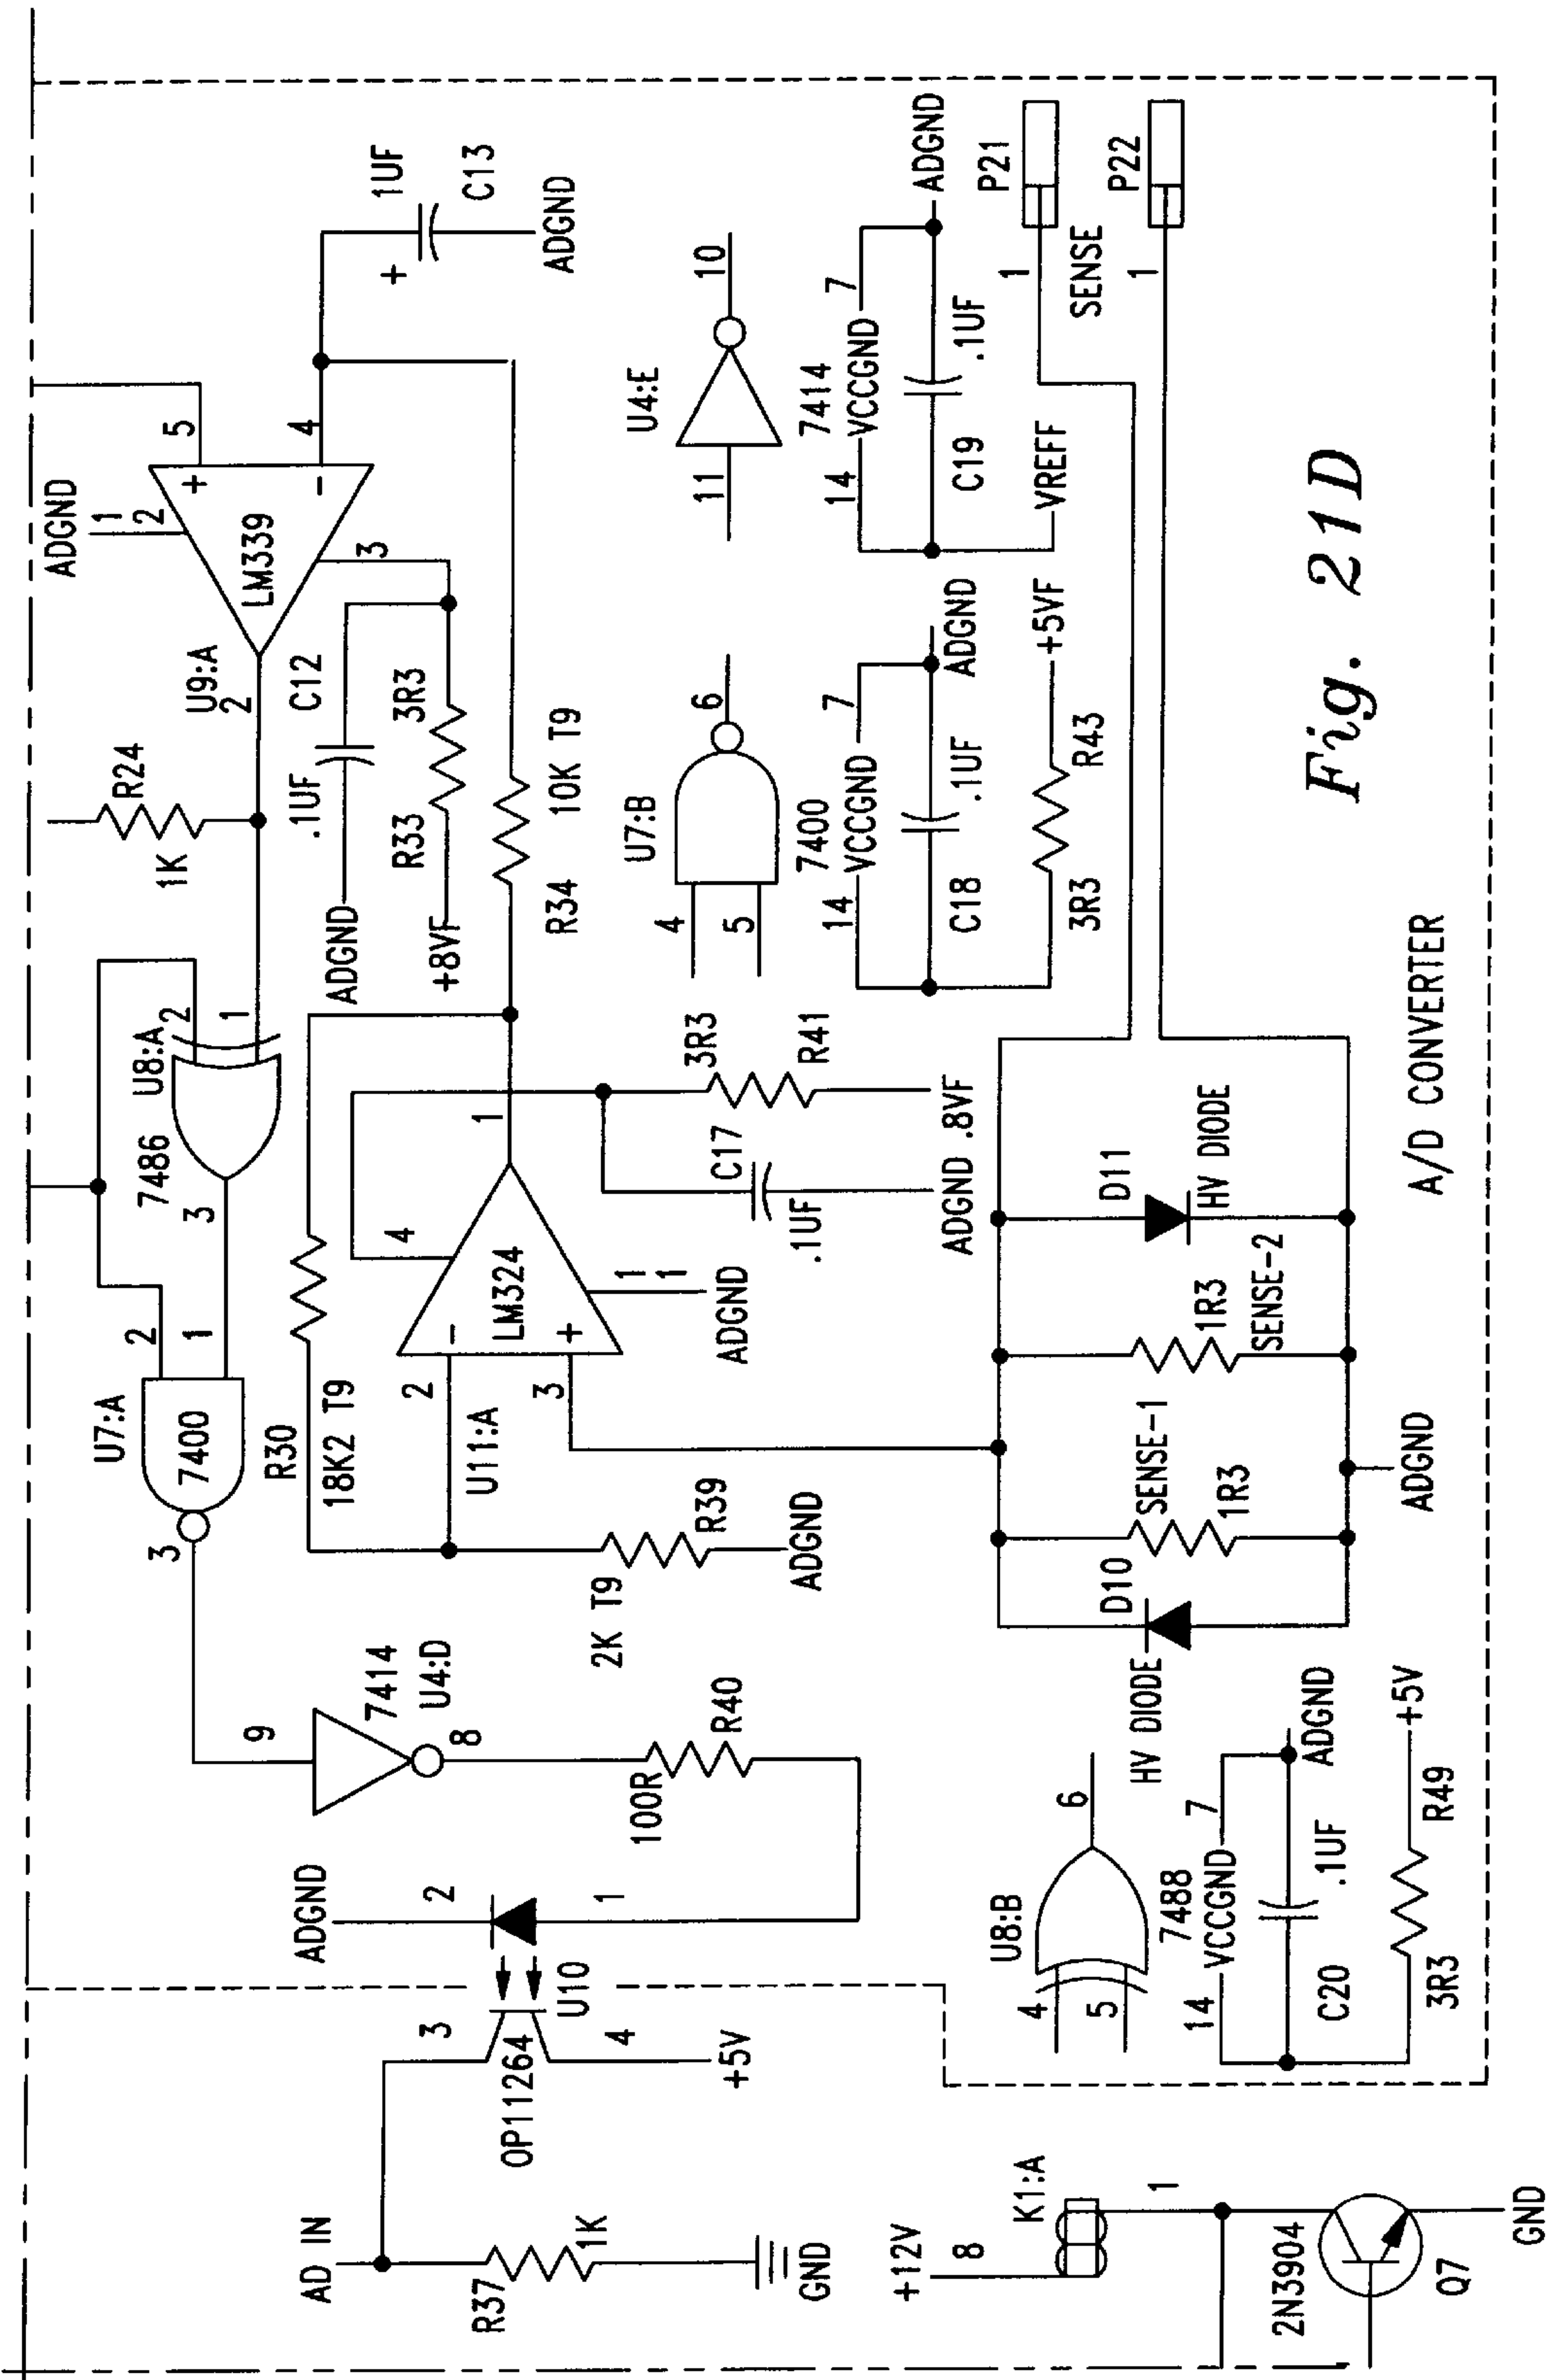 ADGND
1
2
5
+
4
-
LM339
3
U9:A
2
1UF
+
C13
ADGND
R24
1K
C12
.1UF
ADGND
3R3
R33
+8VF
10K T9
R34
U8:A
7486
2
1
3
U7:A
7400
2
1
3
R30
18K2 T9
U11:A
2
3
-
+
LM324
4
1
1
1
ADGND
3R3
R41
C17
.1UF
ADGND
.8VF
2K T9
R39
ADGND
7414
U4:D
9
8
100R
R40
ADGND
2
1
U10
3
4
OP11264
+5V
AD IN
R37
1K
GND
U4:E
11
10
7414
14
VCCGND
7
C19
.1UF
ADGND
VREFF
U7:B
4
5
6
7400
14
VCCGND
7
C18
.1UF
ADGND
3R3
R43
+5VF
P21
1
SENSE
P22
1
D11
HV DIODE
1R3
SENSE-2
SENSE-1
1R3
D10
HV DIODE
ADGND
U8:B
4
5
6
7488
14
VCCGND
7
C20
.1UF
ADGND
3R3
R49
+5V
+12V
8
K1:A
1
2N3904
Q7
GND
A/D CONVERTER
Fig. 21D